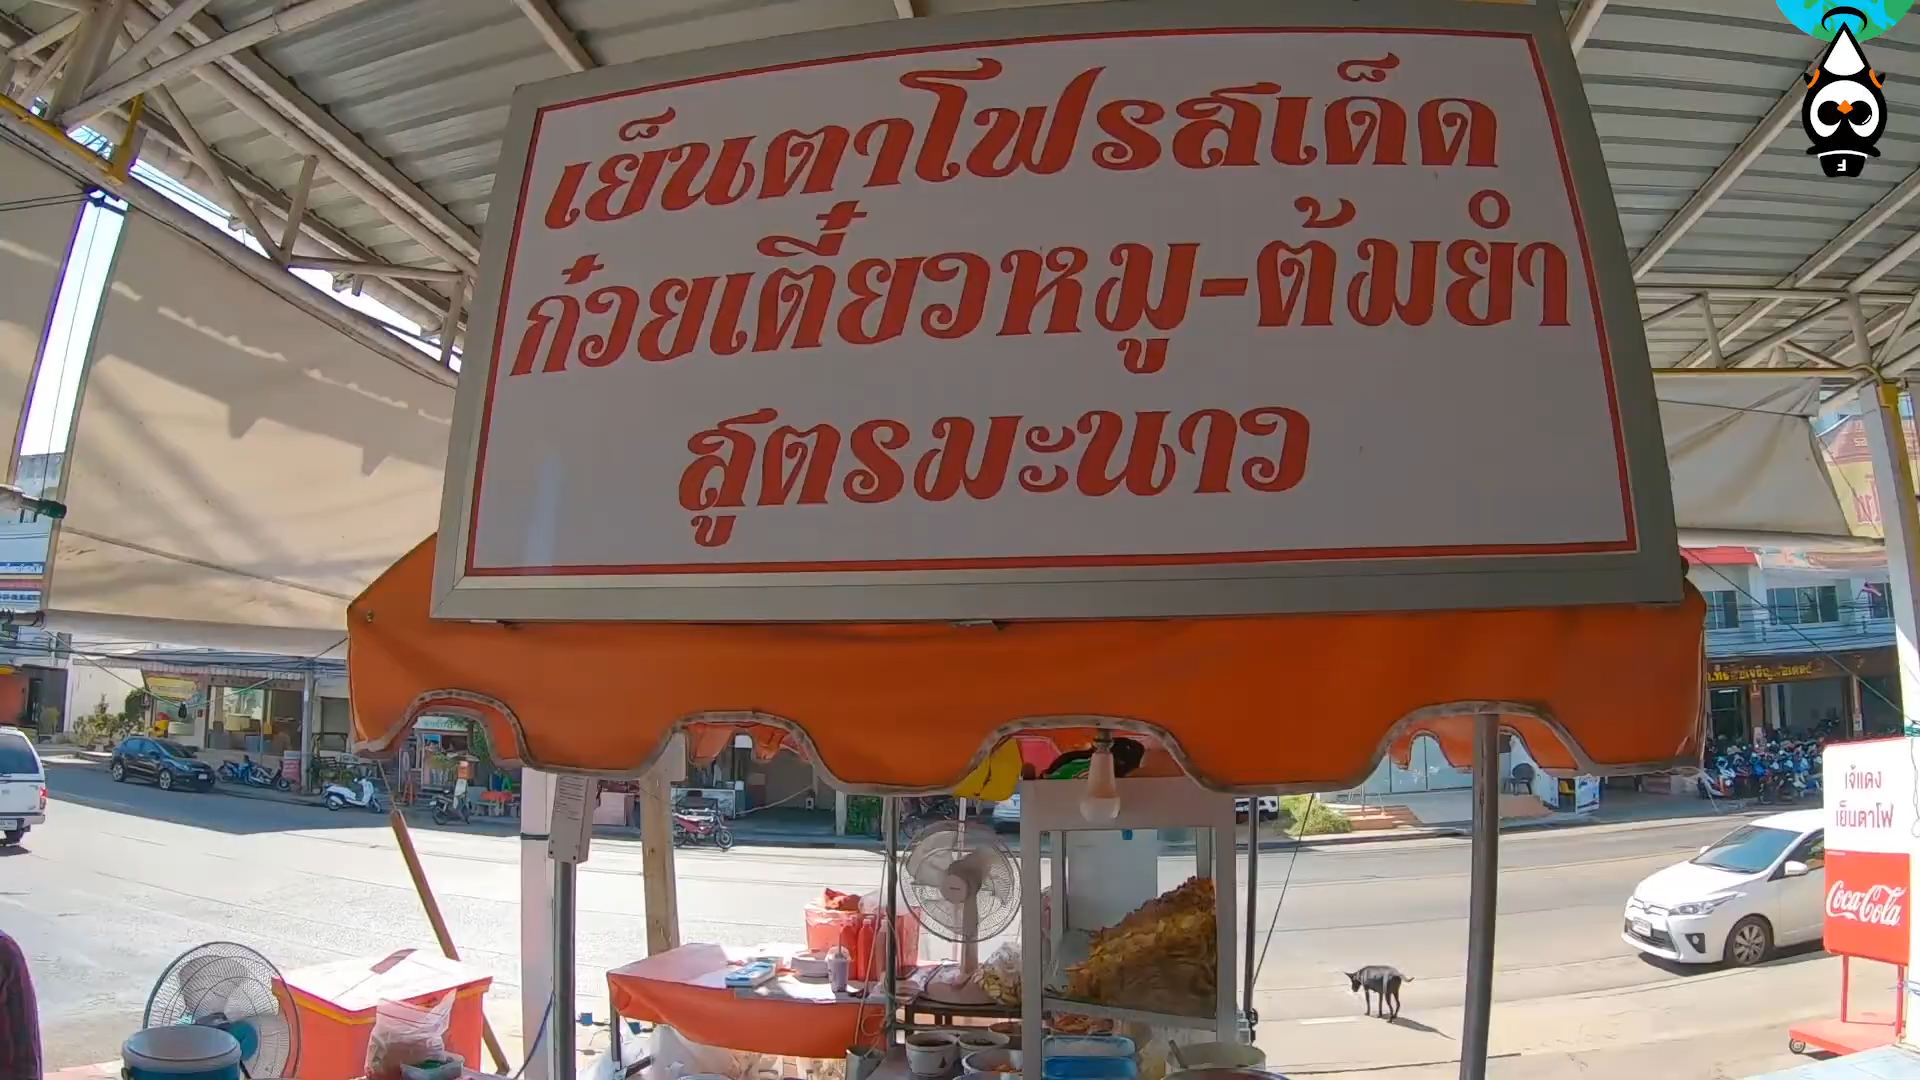 เย็นตาโฟรสเด็ด
ก๋วยเตี๋ยวหมู-ต้มยำ
สูตรมะนาว
เจ๊แดง
เย็นตาโฟ
Coca-Cola